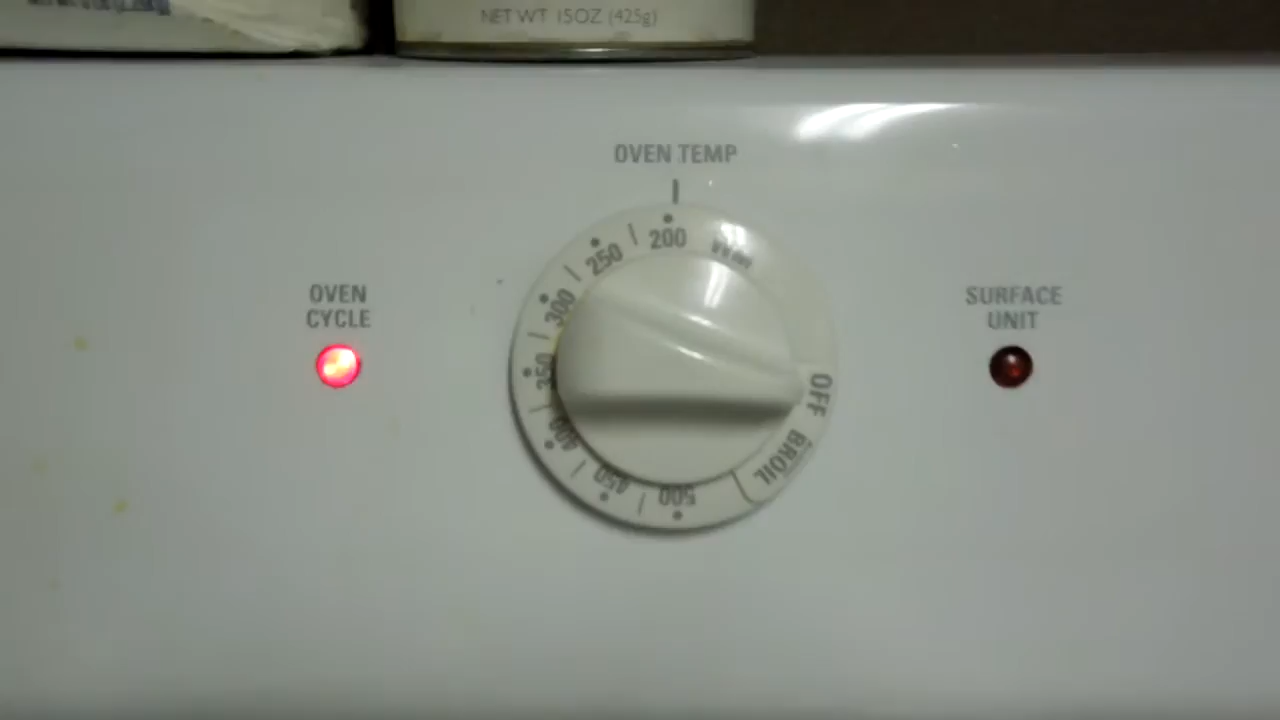 NET WT 15OZ (425g)
OVEN TEMP
200
250
300
350
400
450
500
BROIL
OFF
OVEN
CYCLE
SURFACE
UNIT